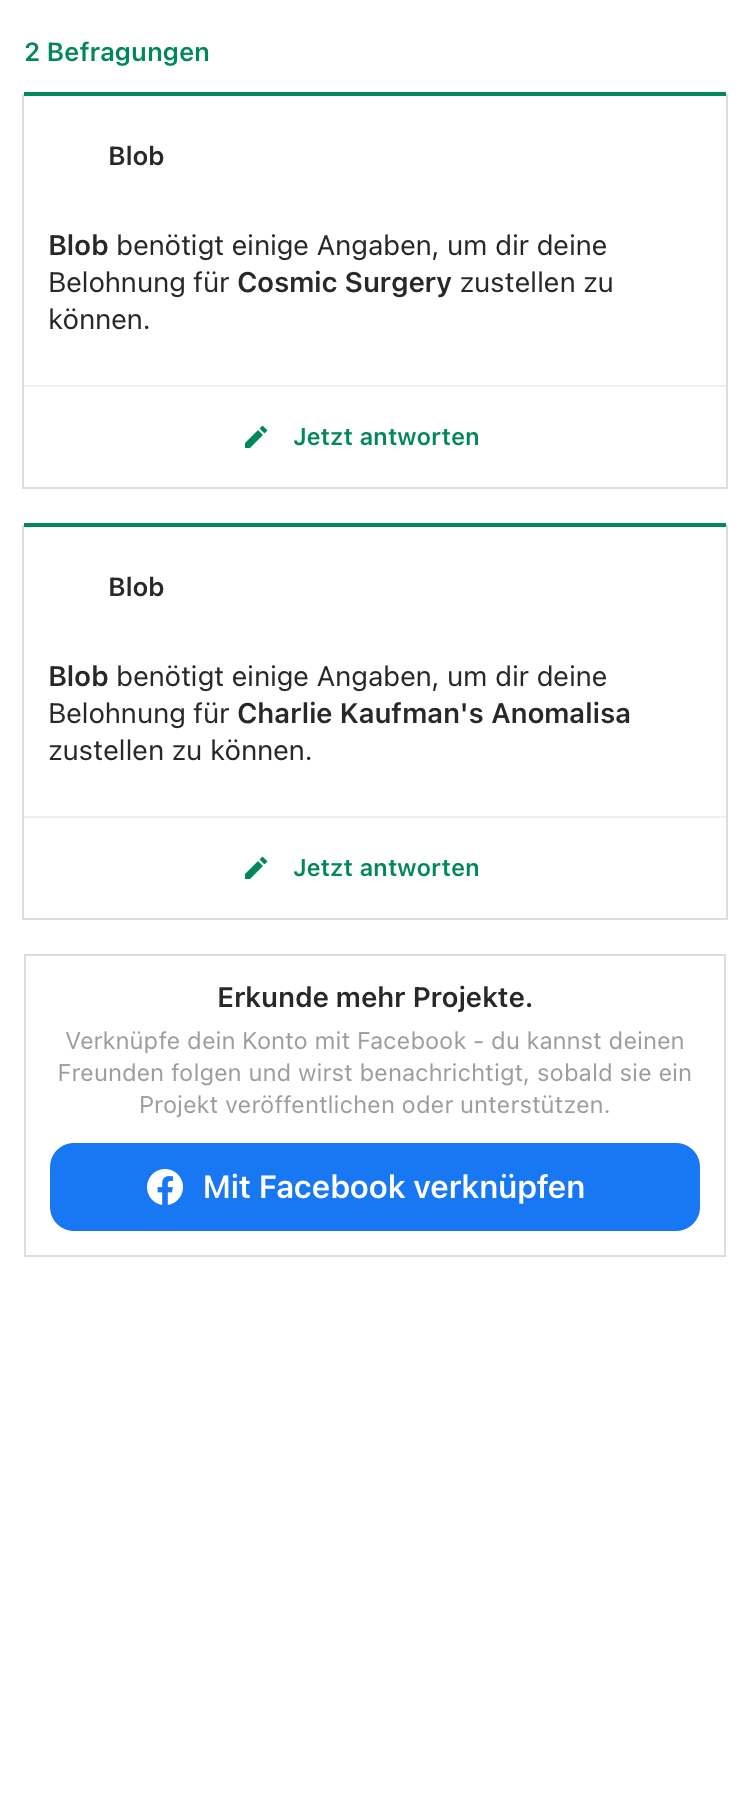 2 Befragungen
Blob
Blob benötigt einige Angaben, um dir deine
Belohnung für Cosmic Surgery zustellen zu
können.
Jetzt antworten
Blob
Blob benötigt einige Angaben, um dir deine
Belohnung für Charlie Kaufman's Anomalisa
zustellen zu können.
Jetzt antworten
Erkunde mehr Projekte.
Verknüpfe dein Konto mit Facebook - du kannst deinen
Freunden folgen und wirst benachrichtigt, sobald sie ein
Projekt veröffentlichen oder unterstützen.
Mit Facebook verknüpfen